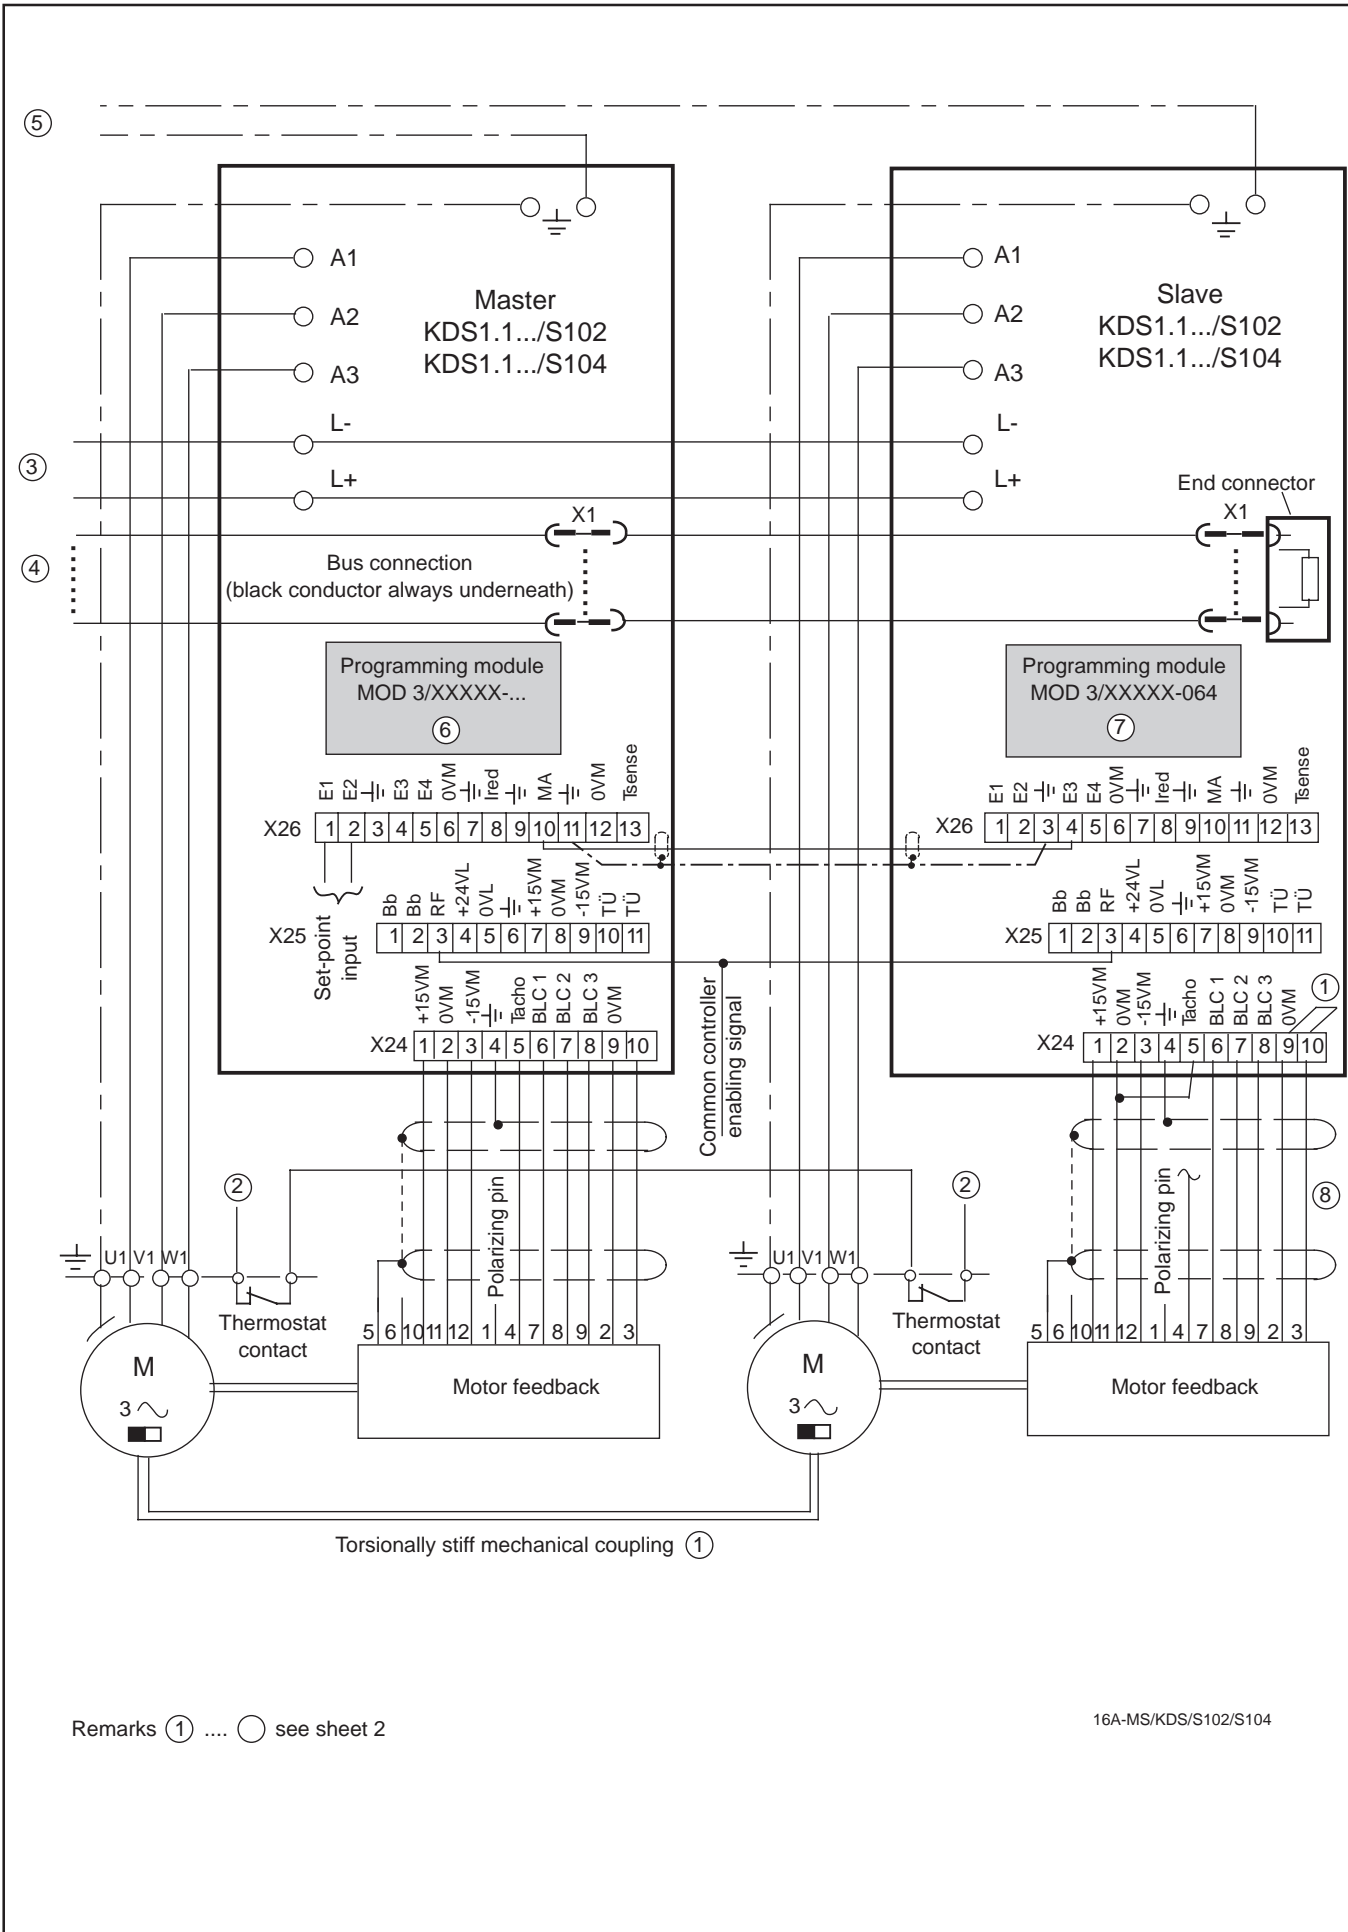 5
A1
A2
A3
L-
L+
Master
KDS1.1.../S102
KDS1.1.../S104
A1
A2
A3
L-
L+
Slave
KDS1.1.../S102
KDS1.1.../S104
3
4
X1
Bus connection
(black conductor always underneath)
End connector
X1
Programming module
MOD 3/XXXXX-...
6
Programming module
MOD 3/XXXXX-064
7
E1 E2 E3 E4 0VM Ired MA 0VM Tsense
X26 1 2 3 4 5 6 7 8 9 10 11 12 13
E1 E2 E3 E4 0VM Ired MA 0VM Tsense
X26 1 2 3 4 5 6 7 8 9 10 11 12 13
Set-point
input
Bb Bb RF +24VL 0VL +15VM 0VM -15VM TÜ TÜ
X25 1 2 3 4 5 6 7 8 9 10 11
Bb Bb RF +24VL 0VL +15VM 0VM -15VM TÜ TÜ
X25 1 2 3 4 5 6 7 8 9 10 11
+15VM 0VM -15VM Tacho BLC 1 BLC 2 BLC 3 0VM
X24 1 2 3 4 5 6 7 8 9 10
Common controller
enabling signal
+15VM 0VM -15VM Tacho BLC 1 BLC 2 BLC 3 0VM
1
X24 1 2 3 4 5 6 7 8 9 10
2
Polarizing pin
2
Polarizing pin
8
U1 V1 W1
Thermostat
contact
5 6 10 11 12 1 4 7 8 9 2 3
Motor feedback
M
3
U1 V1 W1
Thermostat
contact
5 6 10 11 12 1 4 7 8 9 2 3
Motor feedback
M
3
Torsionally stiff mechanical coupling 1
Remarks 1 .... see sheet 2
16A-MS/KDS/S102/S104